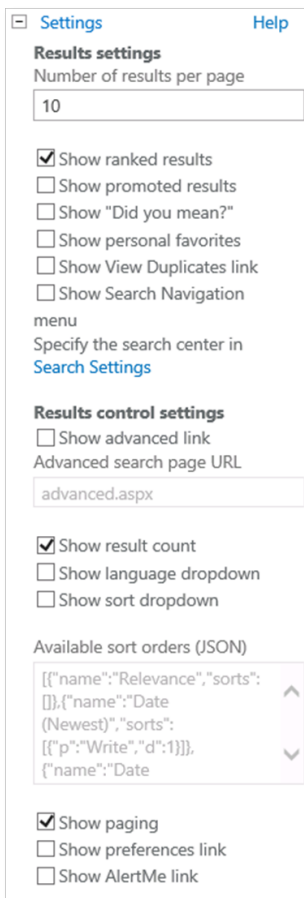 Settings Help
Results settings
Number of results per page
10
Show ranked results
Show promoted results
Show "Did you mean?"
Show personal favorites
Show View Duplicates link
Show Search Navigation
menu
Specify the search center in
Search Settings
Results control settings
Show advanced link
Advanced search page URL
advanced.aspx
Show result count
Show language dropdown
Show sort dropdown
Available sort orders (JSON)
[{"name":"Relevance","sorts":
[]},{"name":"Date
(Newest)","sorts":
[{"p":"Write","d":1}]},
{"name":"Date
Show paging
Show preferences link
Show AlertMe link